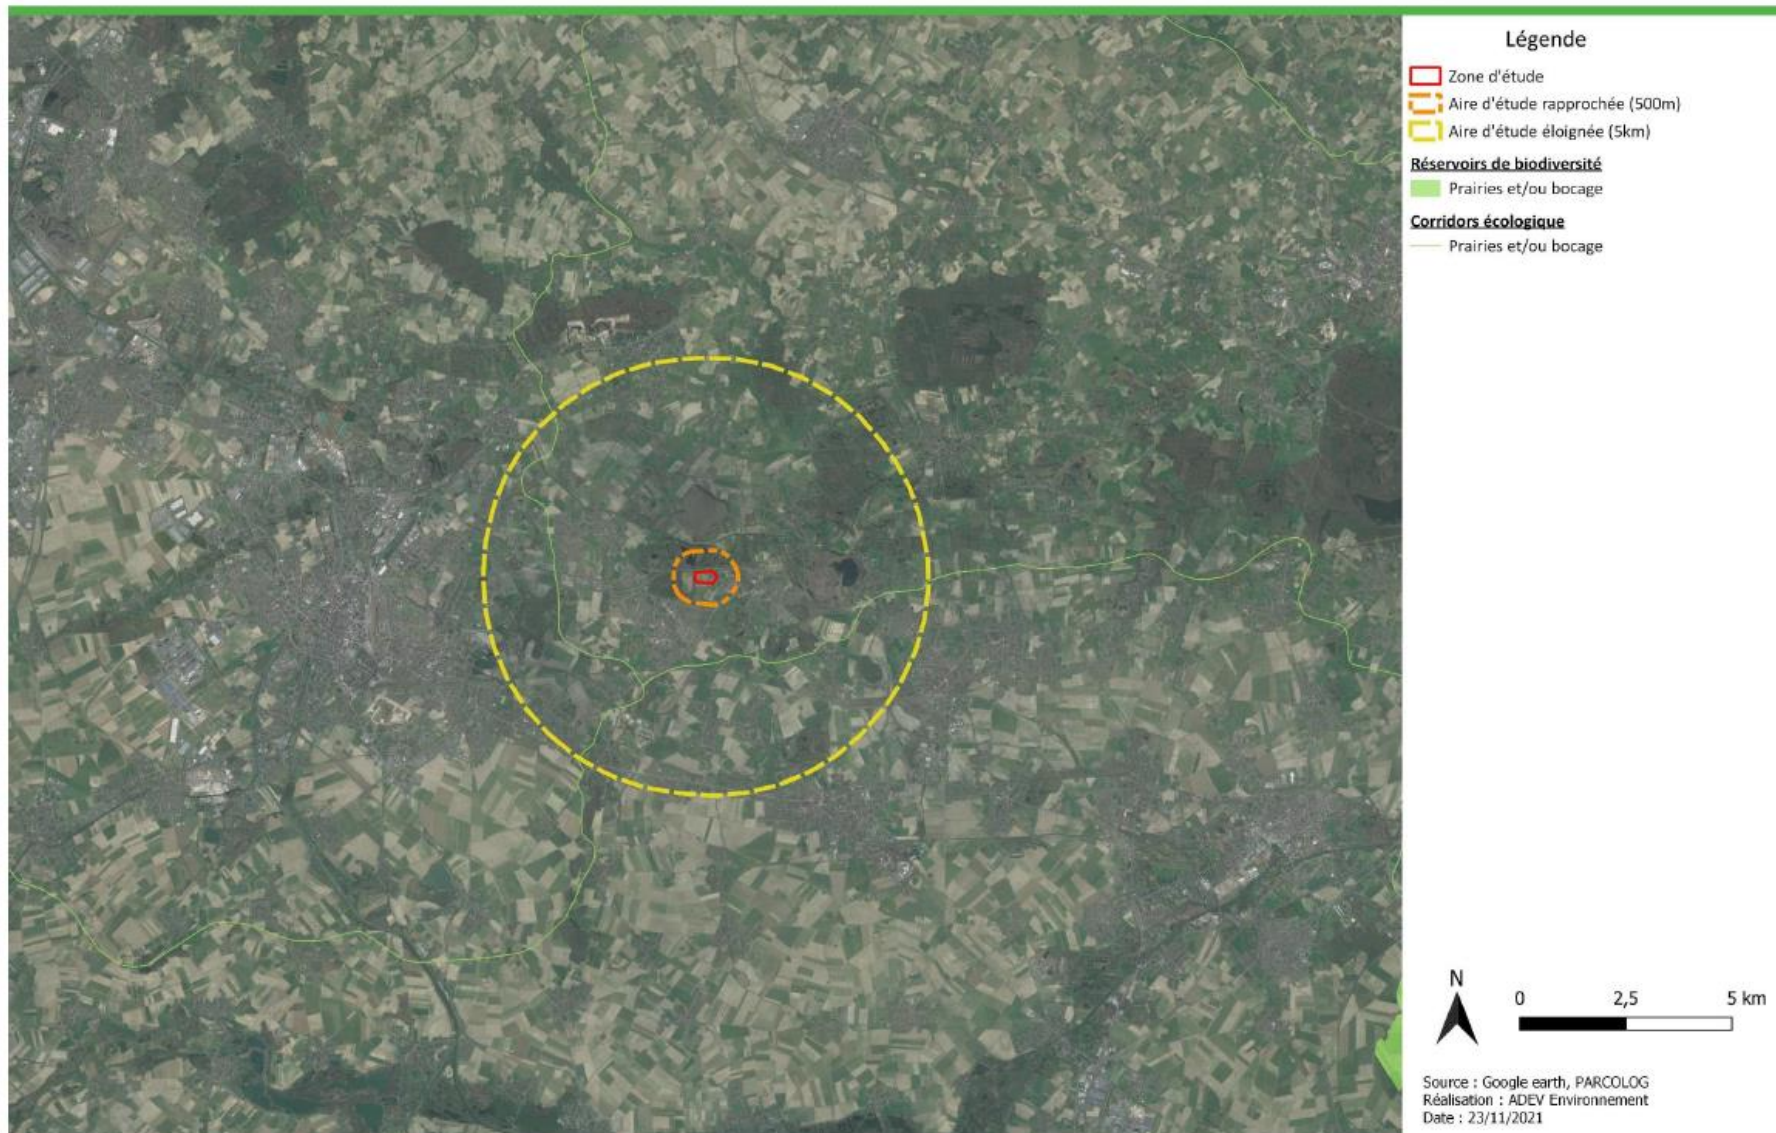 Légende
Zone d'étude
Aire d'étude rapprochée (500m)
Aire d'étude éloignée (5km)
Réservoirs de biodiversité
Prairies et/ou bocage
Corridors écologique
Prairies et/ou bocage
N
0 2,5 5 km
Source : Google earth, PARCOLOG
Réalisation : ADEV Environnement
Date : 23/11/2021